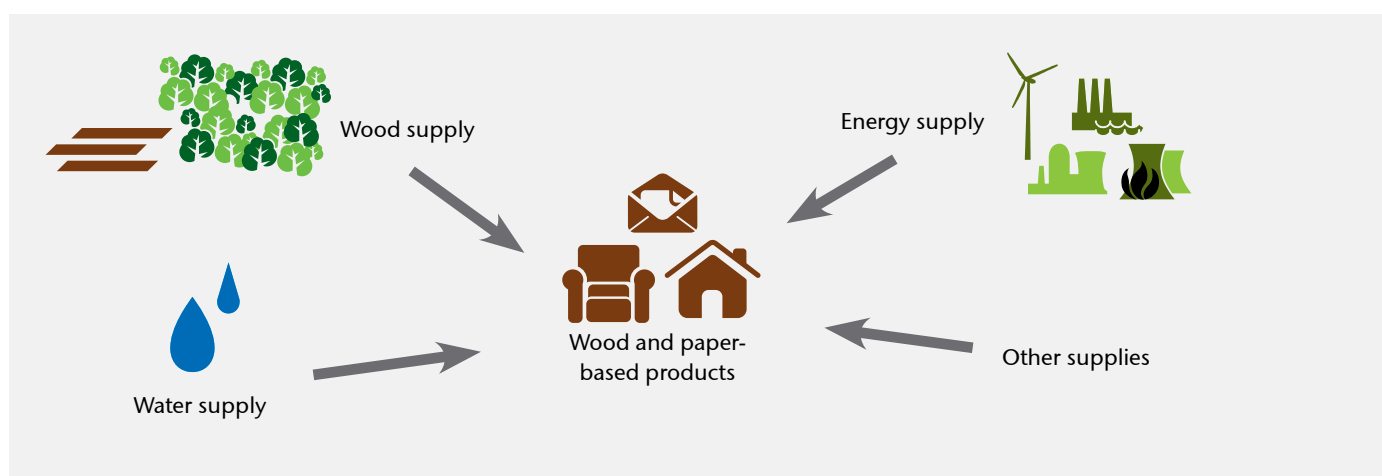 Wood supply
Energy supply
Wood and paper-
based products
Other supplies
Water supply